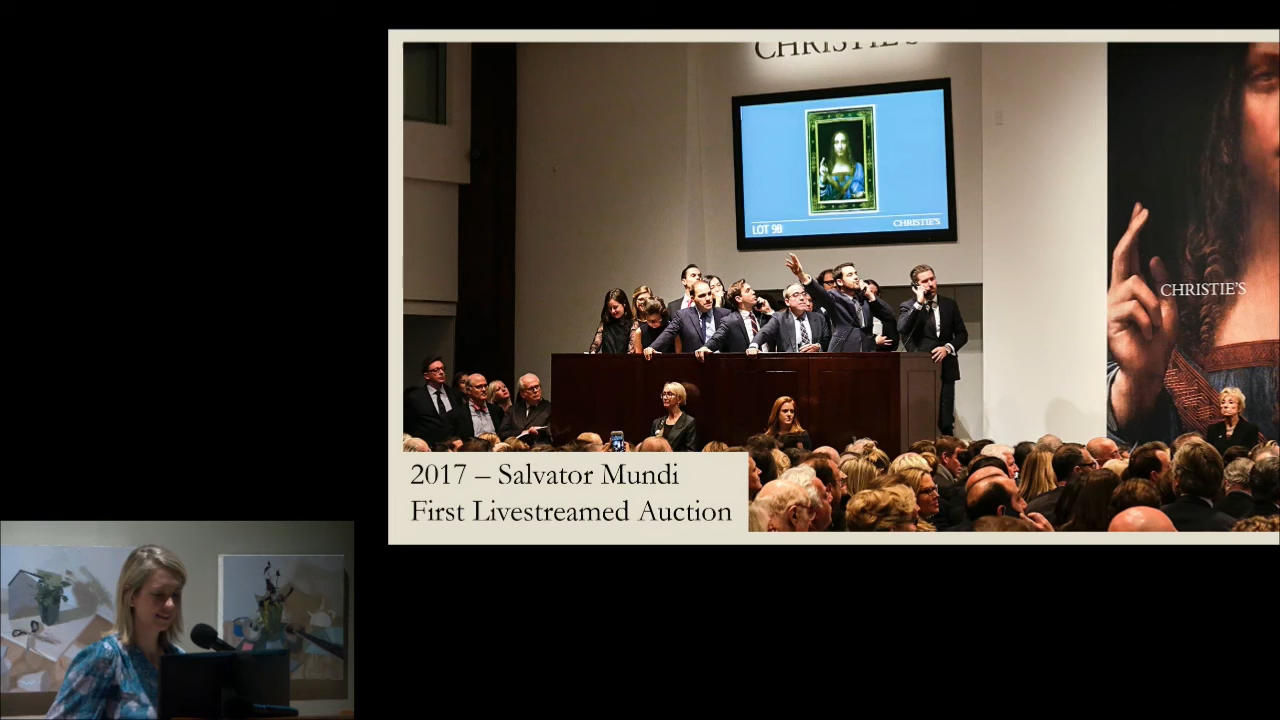 CHRISTIE'S
LOT 9B
CHRISTIE'S
CHRISTIE'S
2017 – Salvator Mundi
First Livestreamed Auction